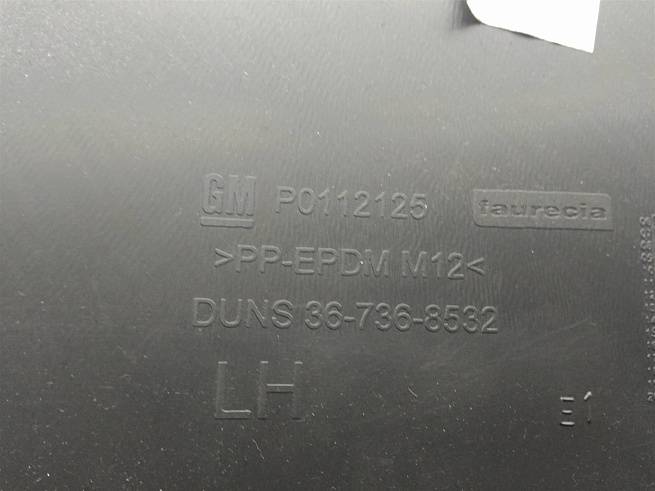 GM P0112125 faurecia
>PP-EPDM M12<
DUNS 36-736-8532
LH
E1